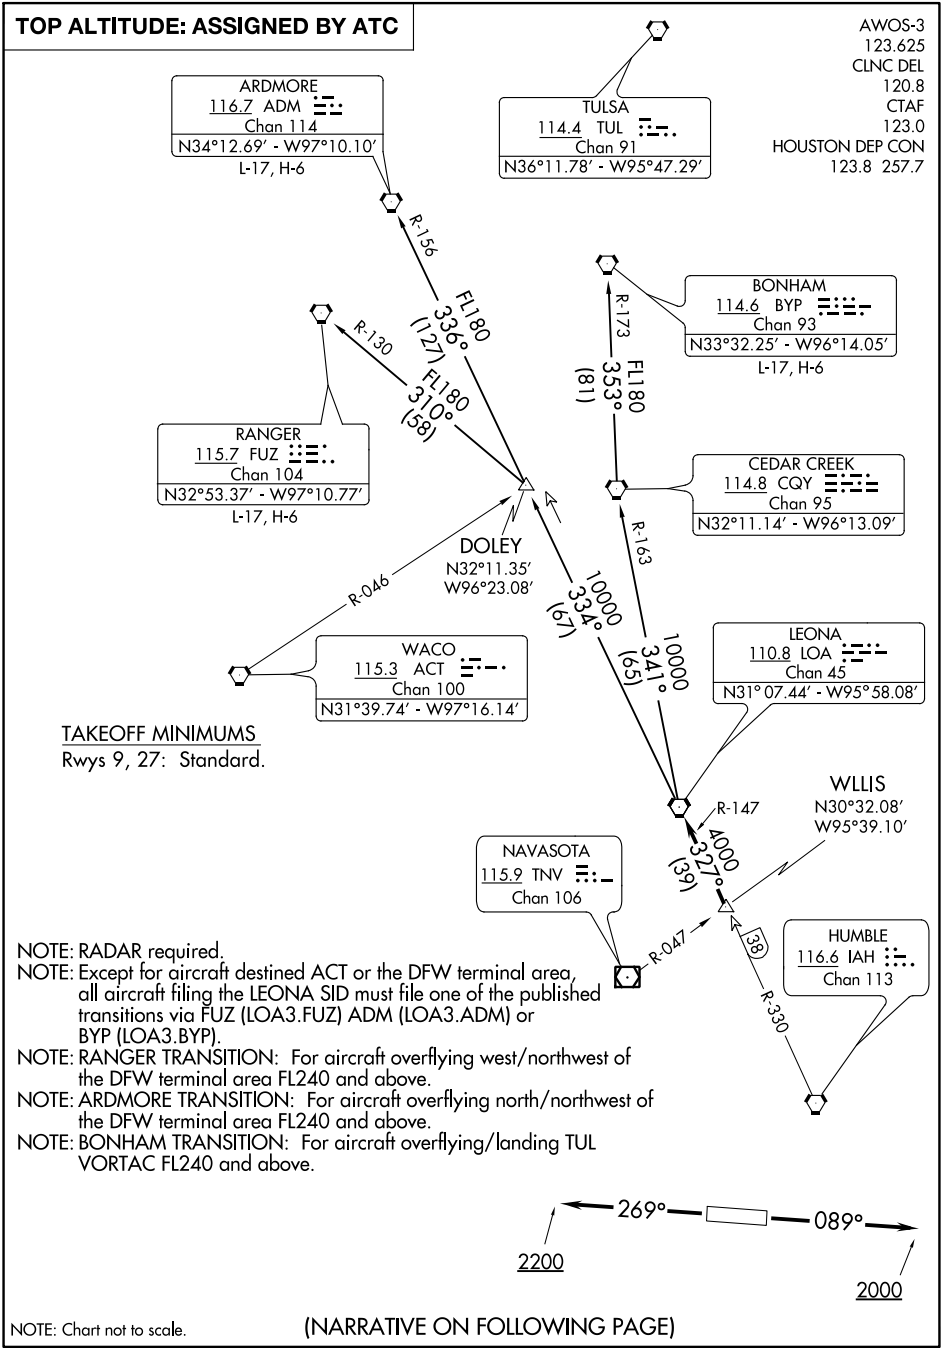 TOP ALTITUDE: ASSIGNED BY ATC
AWOS-3
123.625
CLNC DEL
120.8
CTAF
123.0
HOUSTON DEP CON
123.8 257.7
ARDMORE
116.7 ADM
Chan 114
N34°12.69′ - W97°10.10′
L-17, H-6
TULSA
114.4 TUL
Chan 91
N36°11.78′ - W95°47.29′
R-156
FL180
336°
(127)
BONHAM
114.6 BYP
Chan 93
N33°32.25′ - W96°14.05′
L-17, H-6
R-173
FL180
353°
(81)
R-130
FL180
310°
(58)
RANGER
115.7 FUZ
Chan 104
N32°53.37′ - W97°10.77′
L-17, H-6
CEDAR CREEK
114.8 CQY
Chan 95
N32°11.14′ - W96°13.09′
DOLEY
N32°11.35′
W96°23.08′
R-163
R-046
10000
334°
(67)
10000
341°
(65)
WACO
115.3 ACT
Chan 100
N31°39.74′ - W97°16.14′
LEONA
110.8 LOA
Chan 45
N31°07.44′ - W95°58.08′
TAKEOFF MINIMUMS
Rwys 9, 27: Standard.
WLLIS
N30°32.08′
W95°39.10′
R-147
4000
327°
(39)
NAVASOTA
115.9 TNV
Chan 106
R-047
38
R-330
HUMBLE
116.6 IAH
Chan 113
NOTE: RADAR required.
NOTE: Except for aircraft destined ACT or the DFW terminal area,
all aircraft filing the LEONA SID must file one of the published
transitions via FUZ (LOA3.FUZ) ADM (LOA3.ADM) or
BYP (LOA3.BYP).
NOTE: RANGER TRANSITION: For aircraft overflying west/northwest of
the DFW terminal area FL240 and above.
NOTE: ARDMORE TRANSITION: For aircraft overflying north/northwest of
the DFW terminal area FL240 and above.
NOTE: BONHAM TRANSITION: For aircraft overflying/landing TUL
VORTAC FL240 and above.
269°
089°
2200
2000
NOTE: Chart not to scale.
(NARRATIVE ON FOLLOWING PAGE)